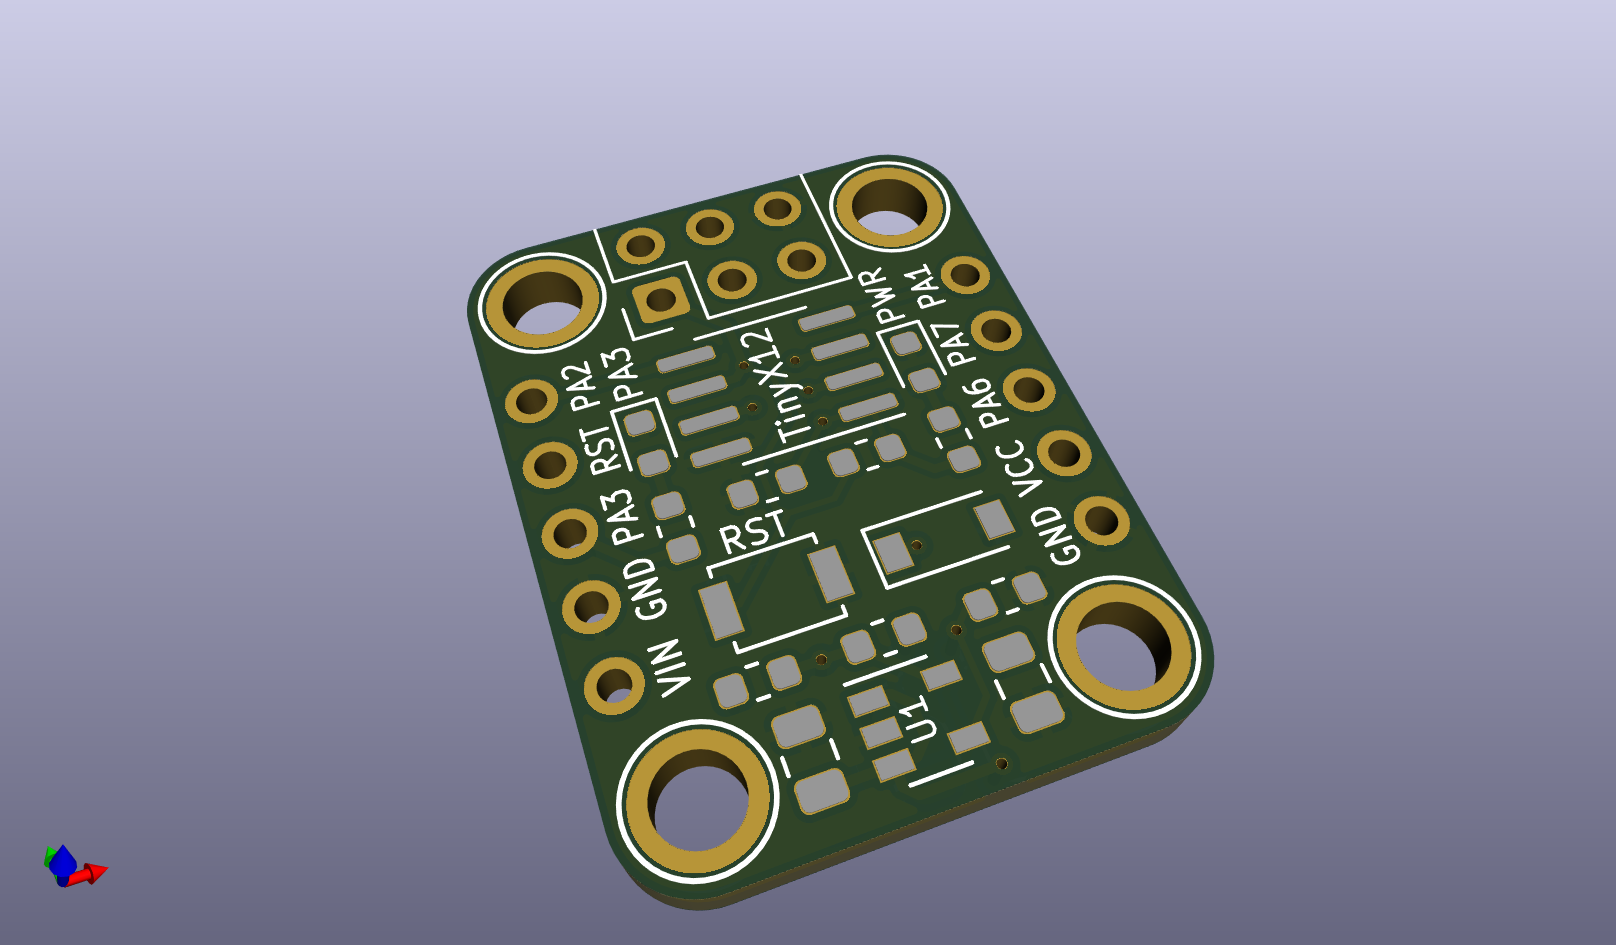 PA2
PA3
RST
PA3
GND
VIN
TinyX12
PWR
PA1
PA7
PA6
VCC
GND
RST
U1